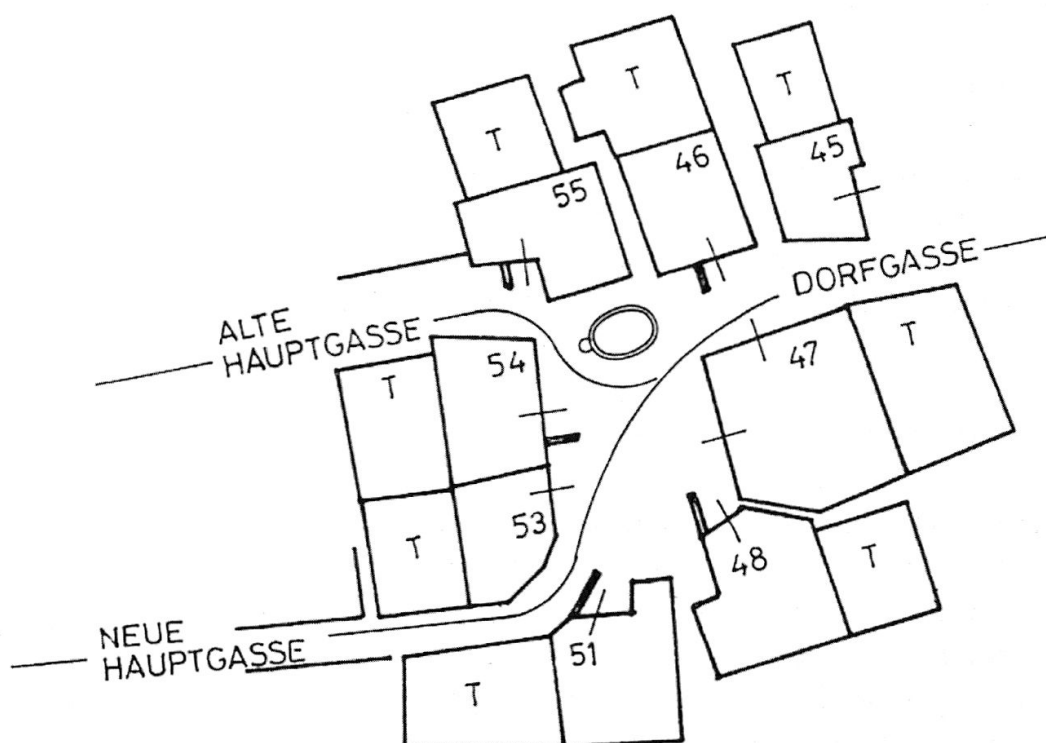 T
T
T
46
45
55
DORFGASSE
ALTE
HAUPTGASSE
54
47
T
T
53
T
48
T
NEUE
HAUPTGASSE
51
T